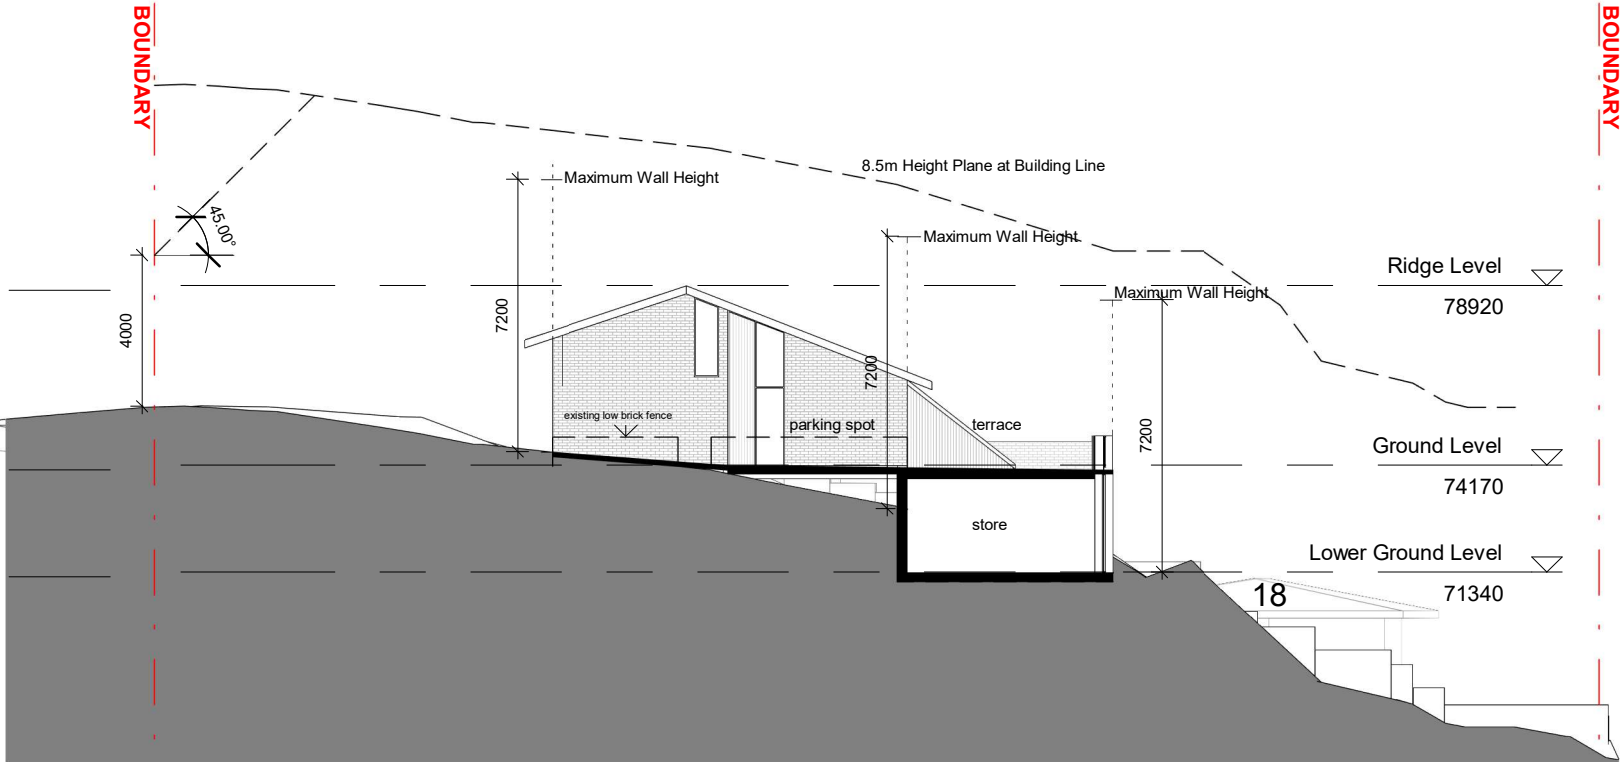 BOUNDARY
BOUNDARY
8.5m Height Plane at Building Line
Maximum Wall Height
45.00°
Maximum Wall Height
Ridge Level
78920
Maximum Wall Height
4000
7200
7200
existing low brick fence
parking spot
terrace
7200
Ground Level
74170
store
Lower Ground Level
71340
18